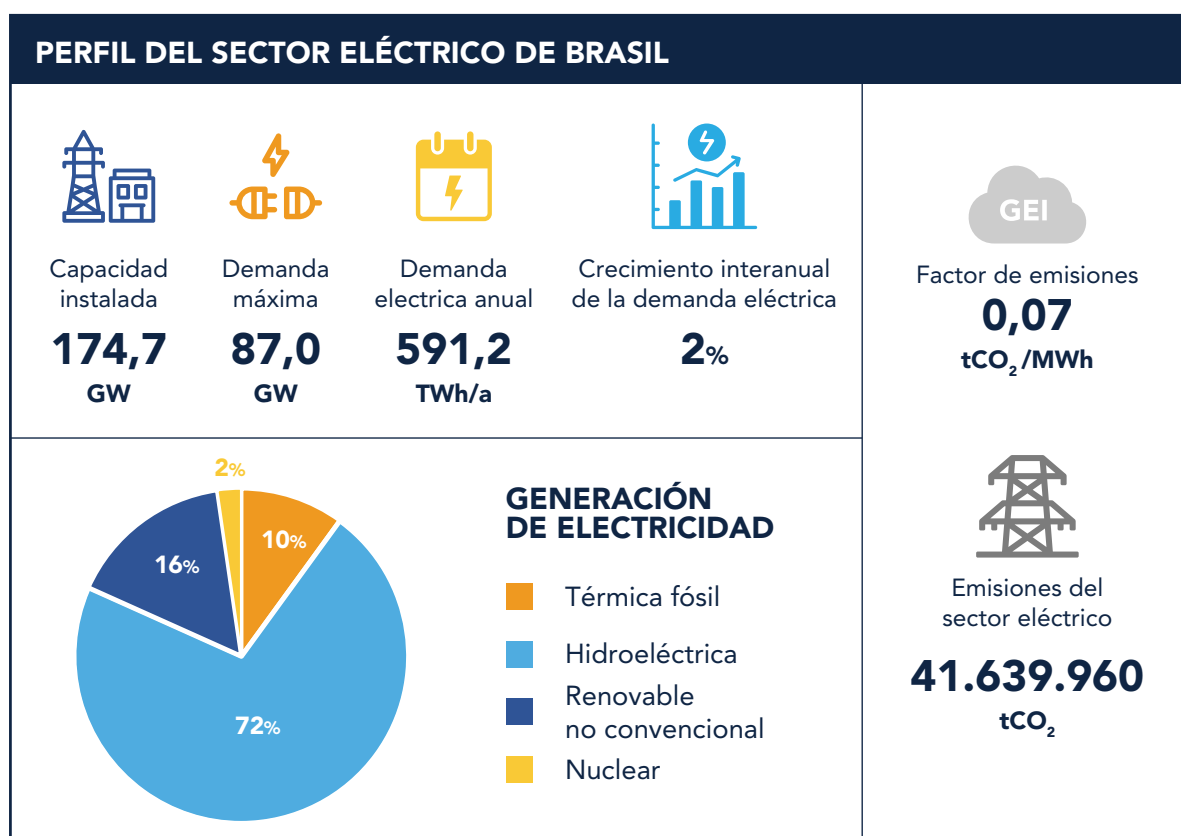 PERFIL DEL SECTOR ELÉCTRICO DE BRASIL
Capacidad
instalada
174,7
GW
Demanda
máxima
87,0
GW
Demanda
electrica anual
591,2
TWh/a
Crecimiento interanual
de la demanda eléctrica
2%
GEI
Factor de emisiones
0,07
tCO₂/MWh
2%
10%
16%
72%
GENERACIÓN
DE ELECTRICIDAD
Térmica fósil
Hidroeléctrica
Renovable
no convencional
Nuclear
Emisiones del
sector eléctrico
41.639.960
tCO₂